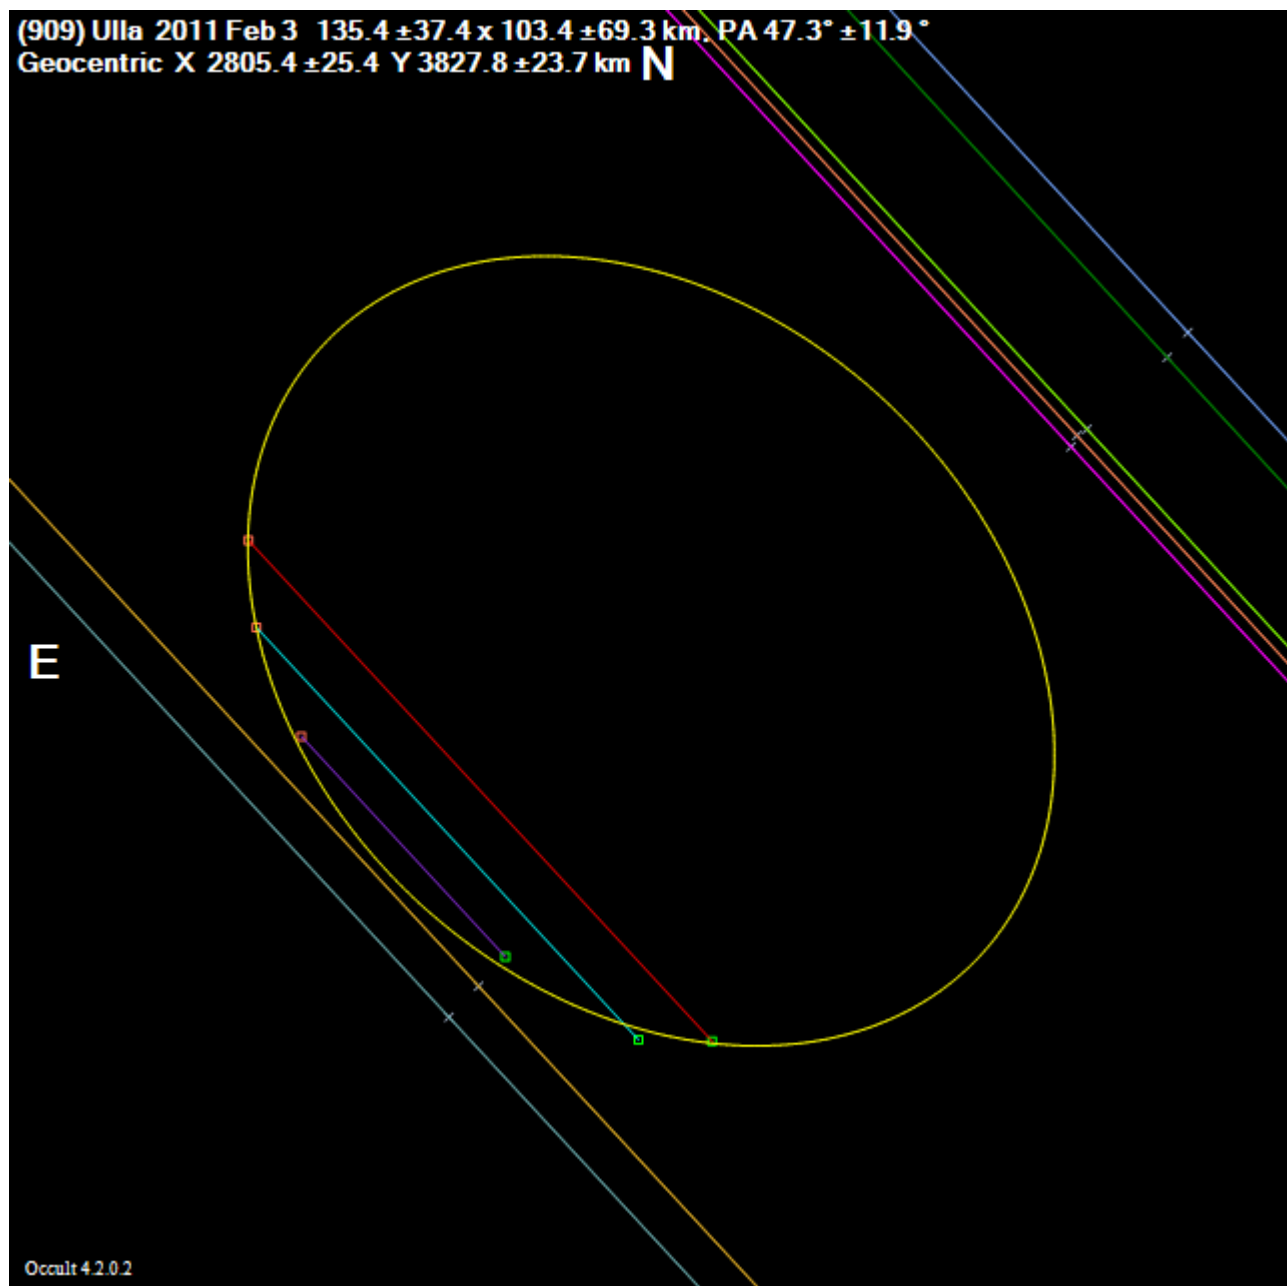 (909) Ulla 2011 Feb 3 135.4 ±37.4 x 103.4 ±69.3 km, PA 47.3° ±11.9°
Geocentric X 2805.4 ±25.4 Y 3827.8 ±23.7 km
N
E
Occult 4.2.0.2